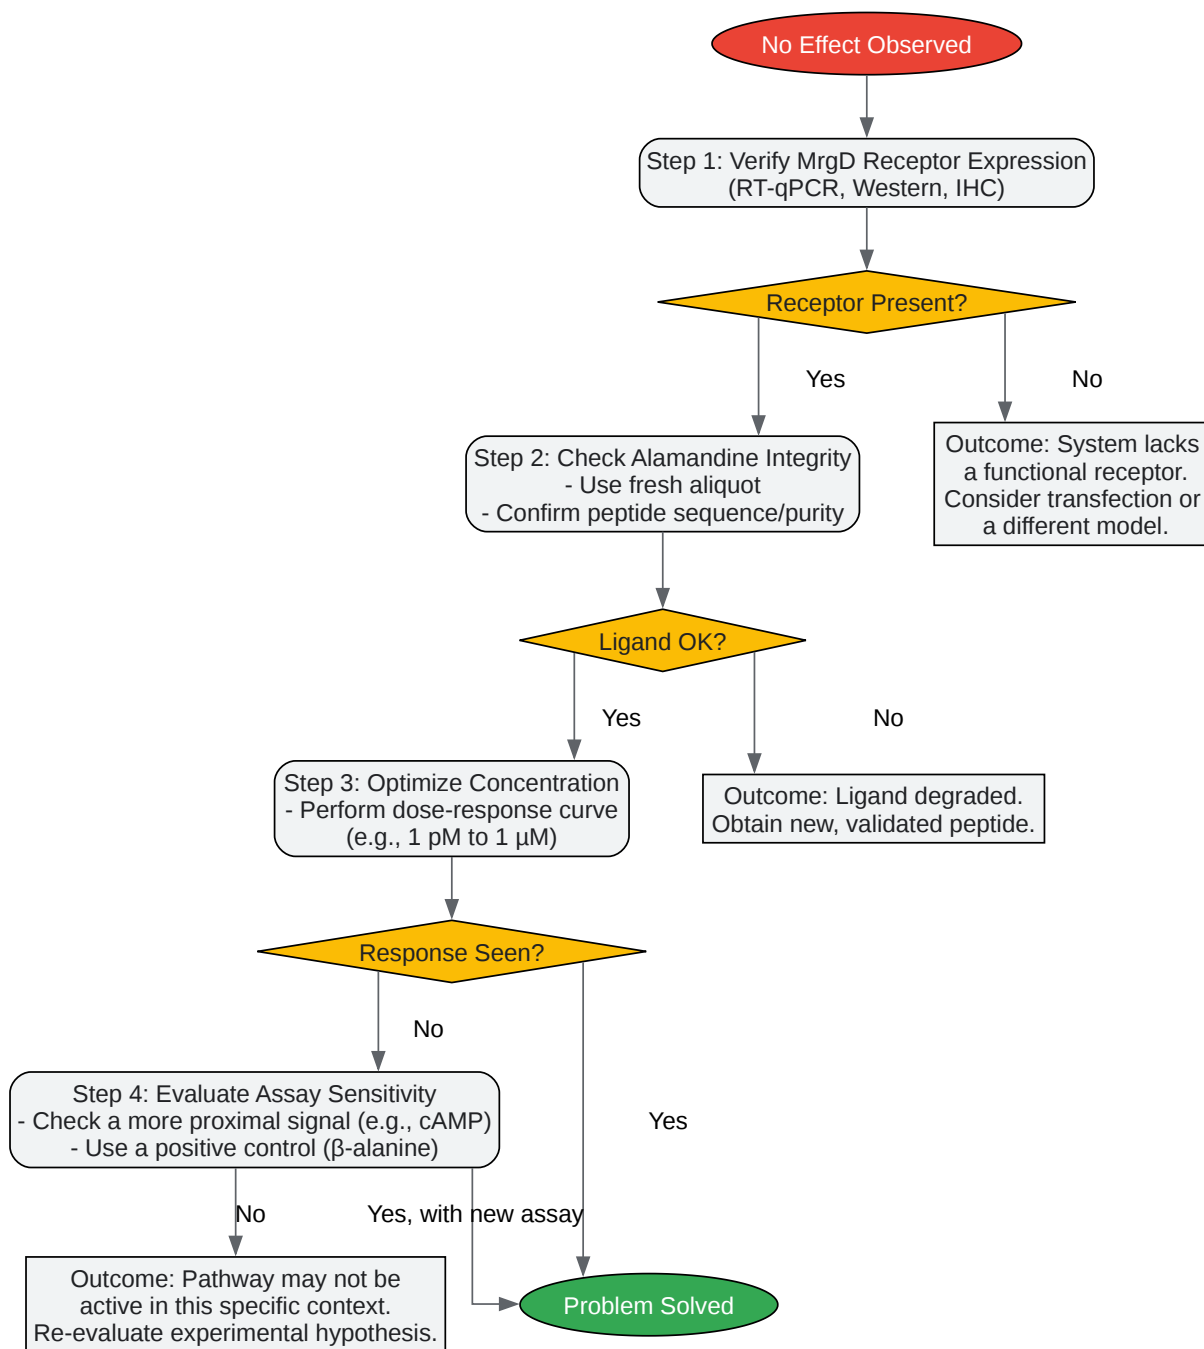 No Effect Observed
Step 1: Verify MrgD Receptor Expression
(RT-qPCR, Western, IHC)
Receptor Present?
Yes
No
Step 2: Check Alamandine Integrity
- Use fresh aliquot
- Confirm peptide sequence/purity
Outcome: System lacks
a functional receptor.
Consider transfection or
a different model.
Ligand OK?
Yes
No
Step 3: Optimize Concentration
- Perform dose-response curve
(e.g., 1 pM to 1 µM)
Outcome: Ligand degraded.
Obtain new, validated peptide.
Response Seen?
No
Step 4: Evaluate Assay Sensitivity
- Check a more proximal signal (e.g., cAMP)
- Use a positive control (β-alanine)
Yes
No
Yes, with new assay
Outcome: Pathway may not be
active in this specific context.
Re-evaluate experimental hypothesis.
Problem Solved